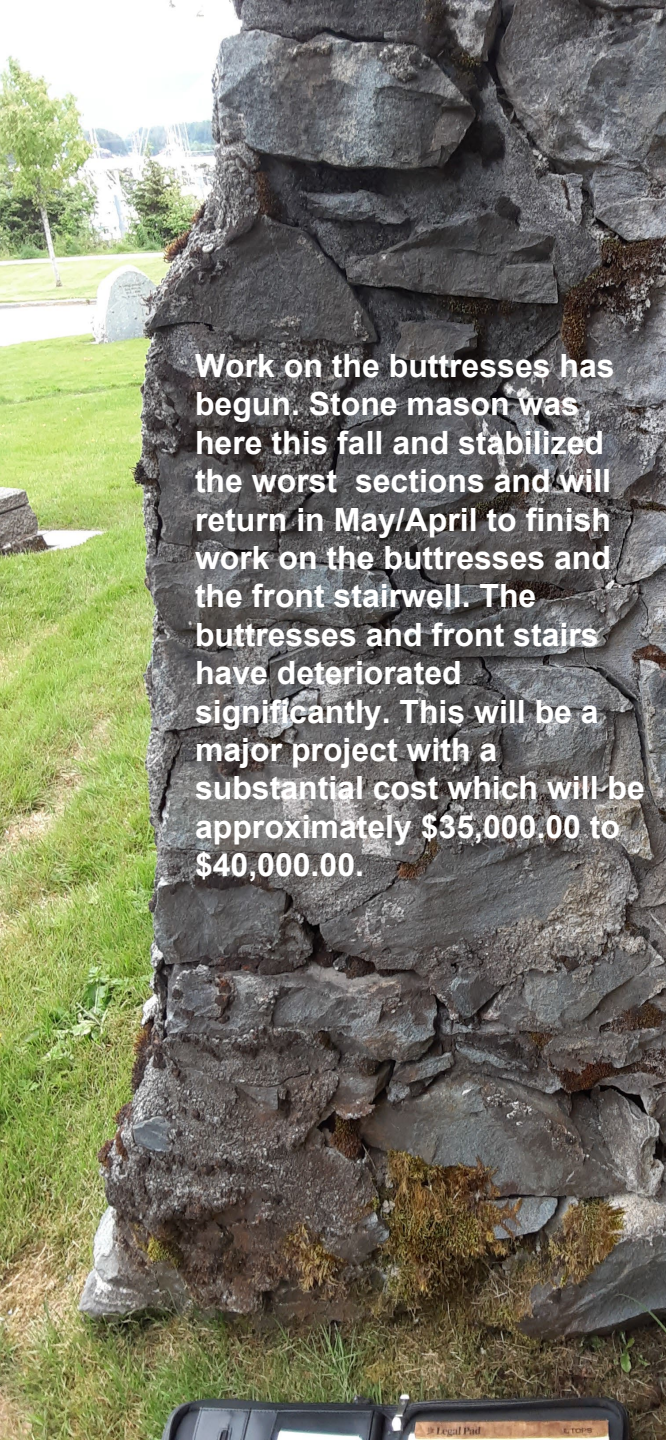 Work on the buttresses has
begun. Stone mason was
here this fall and stabilized
the worst  sections and will
return in May/April to finish
work on the buttresses and
the front stairwell. The
buttresses and front stairs
have deteriorated
significantly. This will be a
major project with a
substantial cost which will be
approximately $35,000.00 to
$40,000.00.
Legal Pad
TOPS